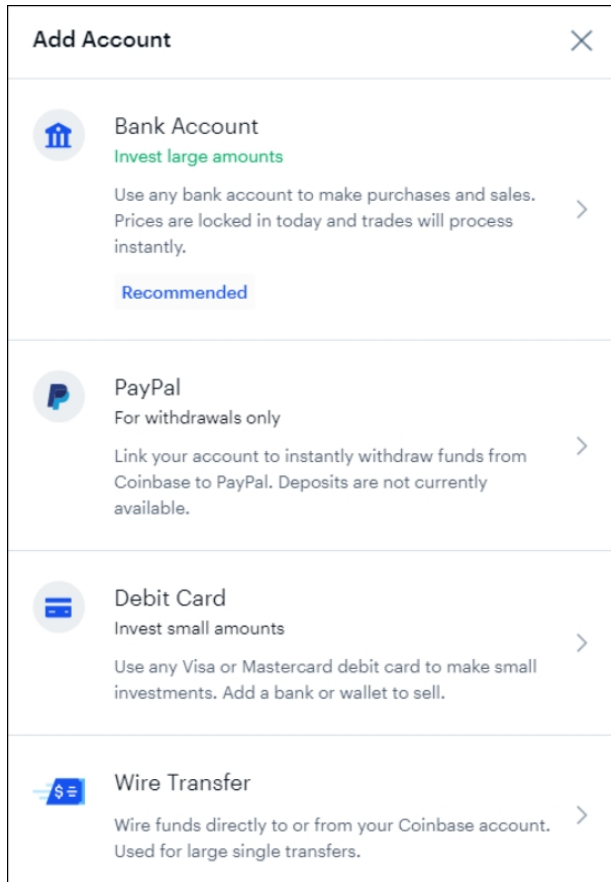 Add Account
Bank Account
Invest large amounts
Use any bank account to make purchases and sales.
Prices are locked in today and trades will process
instantly.
Recommended
PayPal
For withdrawals only
Link your account to instantly withdraw funds from
Coinbase to PayPal. Deposits are not currently
available.
Debit Card
Invest small amounts
Use any Visa or Mastercard debit card to make small
investments. Add a bank or wallet to sell.
$
Wire Transfer
Wire funds directly to or from your Coinbase account.
Used for large single transfers.